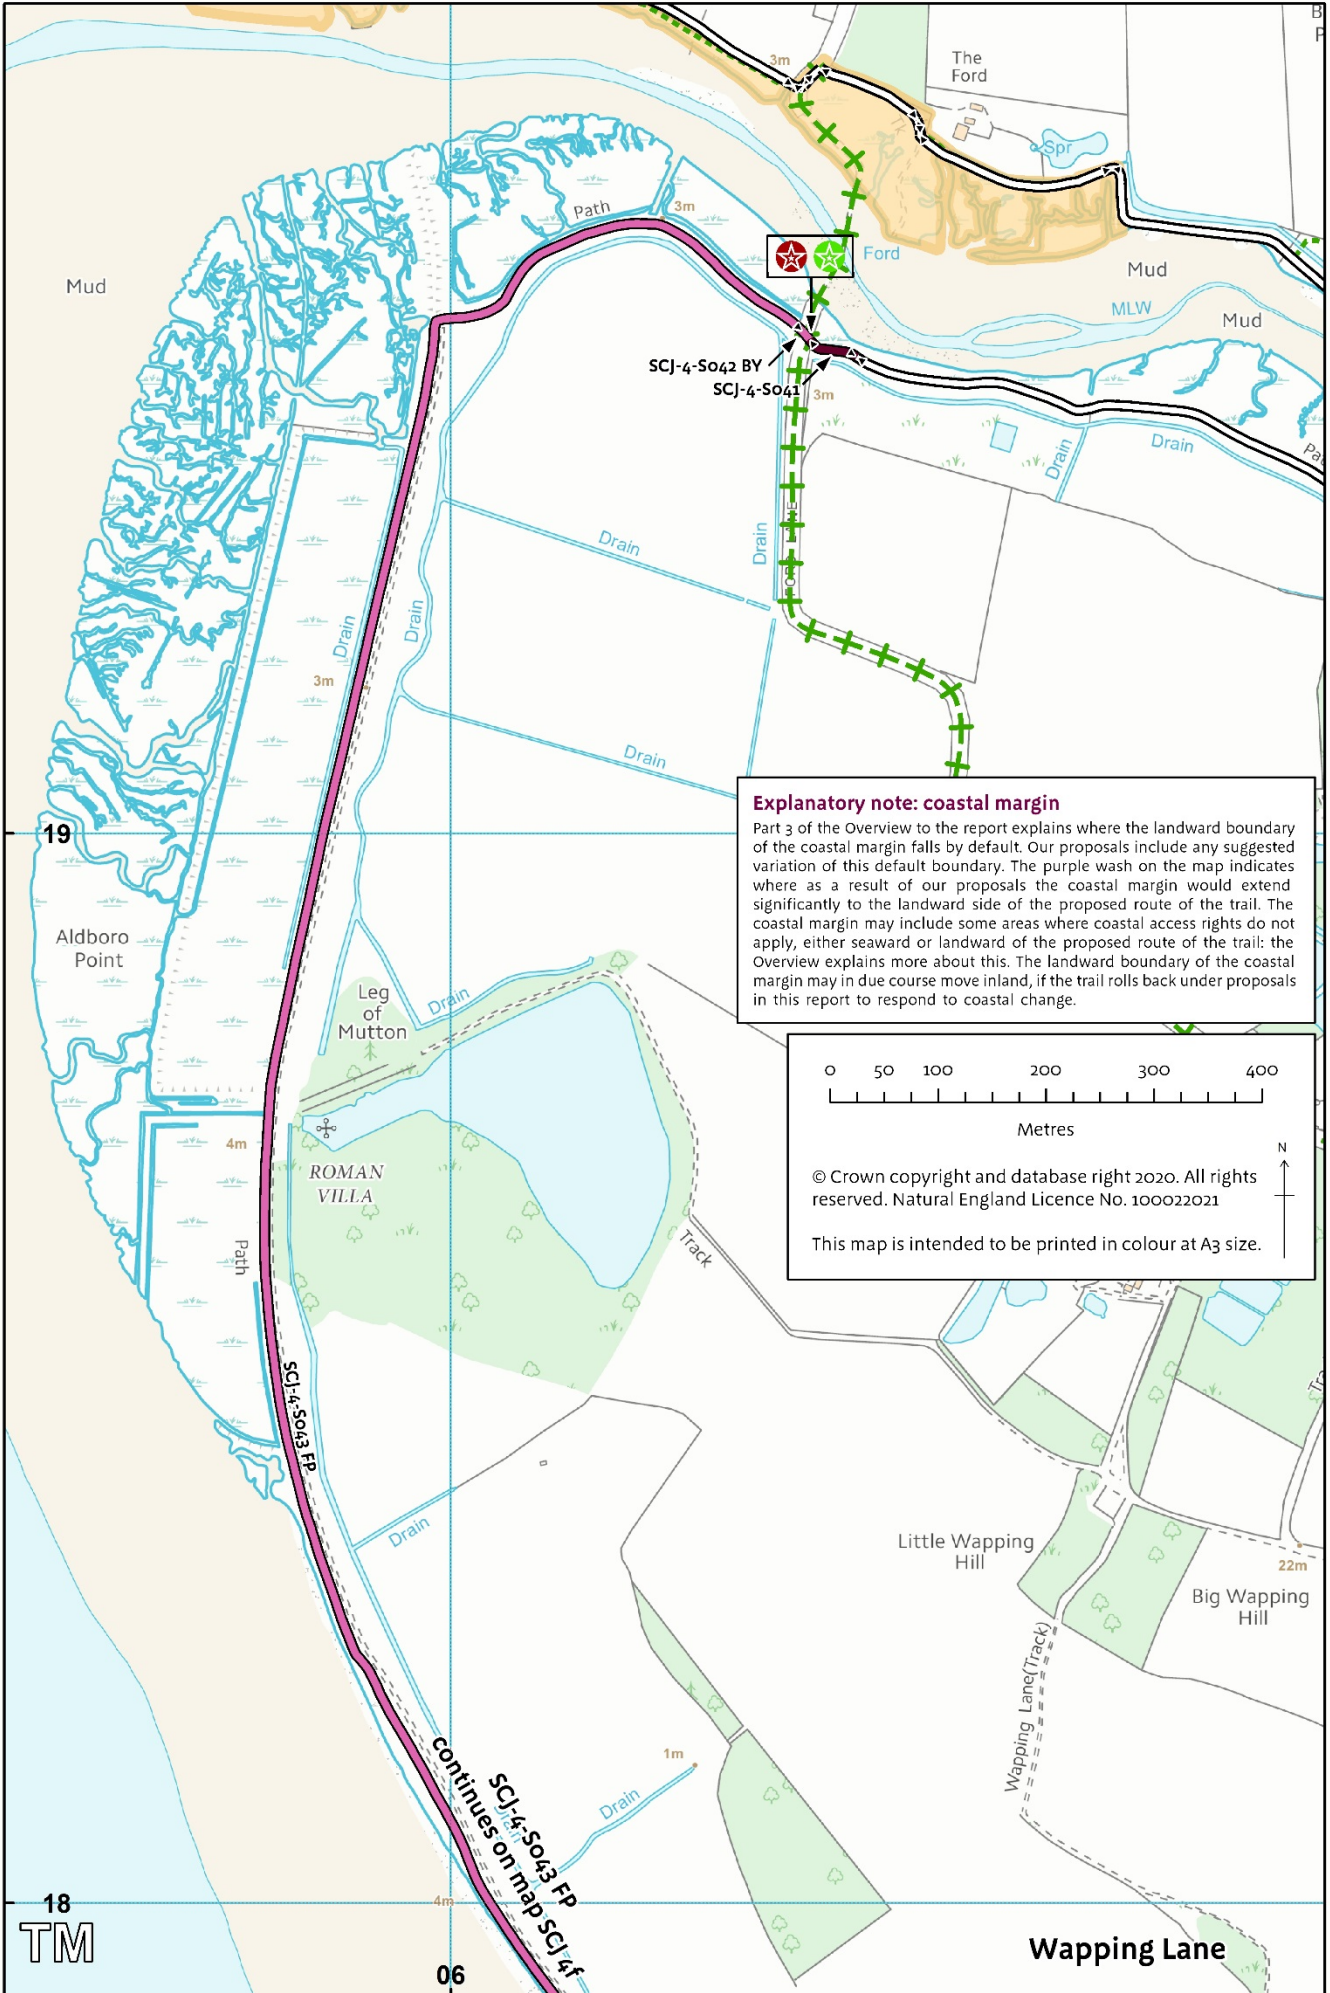 3m
The
Ford
Spr
Path
3m
Mud
Ford
Mud
MLW
Mud
SCJ-4-S042 BY
SCJ-4-S041
3m
Drain
Drain
Drain
Drain
Drain
Drain
3m
Drain
19
Explanatory note: coastal margin
Part 3 of the Overview to the report explains where the landward boundary
of the coastal margin falls by default. Our proposals include any suggested
variation of this default boundary. The purple wash on the map indicates
where as a result of our proposals the coastal margin would extend
significantly to the landward side of the proposed route of the trail. The
coastal margin may include some areas where coastal access rights do not
apply, either seaward or landward of the proposed route of the trail: the
Overview explains more about this. The landward boundary of the coastal
margin may in due course move inland, if the trail rolls back under proposals
in this report to respond to coastal change.
Aldboro
Point
Leg
of
Mutton
Drain
0 50 100 200 300 400
Metres
4m
ROMAN
VILLA
© Crown copyright and database right 2020. All rights
reserved. Natural England Licence No. 100022021
This map is intended to be printed in colour at A3 size.
N
Path
Track
SCJ-4-S043 FP
Drain
Little Wapping
Hill
22m
Big Wapping
Hill
Wapping Lane(Track)
1m
Drain
SCJ-4-S043 FP
continues on map SCJ 4f
4m
18
TM
06
Wapping Lane